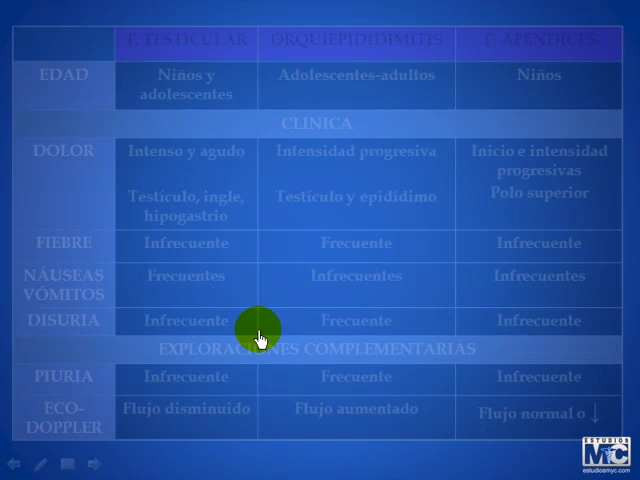 T. TESTICULAR ORQUIEPIDIDIMITIS T. APENDICES
EDAD Niños y adolescentes Adolescentes-adultos Niños
CLINICA
DOLOR Intenso y agudo Intensidad progresiva Inicio e intensidad progresivas
Testículo, ingle, hipogastrio Testículo y epidídimo Polo superior
FIEBRE Infrecuente Frecuente Infrecuente
NÁUSEAS VÓMITOS Frecuentes Infrecuentes Infrecuentes
DISURIA Infrecuente Frecuente Infrecuente
EXPLORACIONES COMPLEMENTARIAS
PIURIA Infrecuente Frecuente Infrecuente
ECO-DOPPLER Flujo disminuido Flujo aumentado Flujo normal o ↓
ESTUDIOS
MYC
estudiosmyc.com